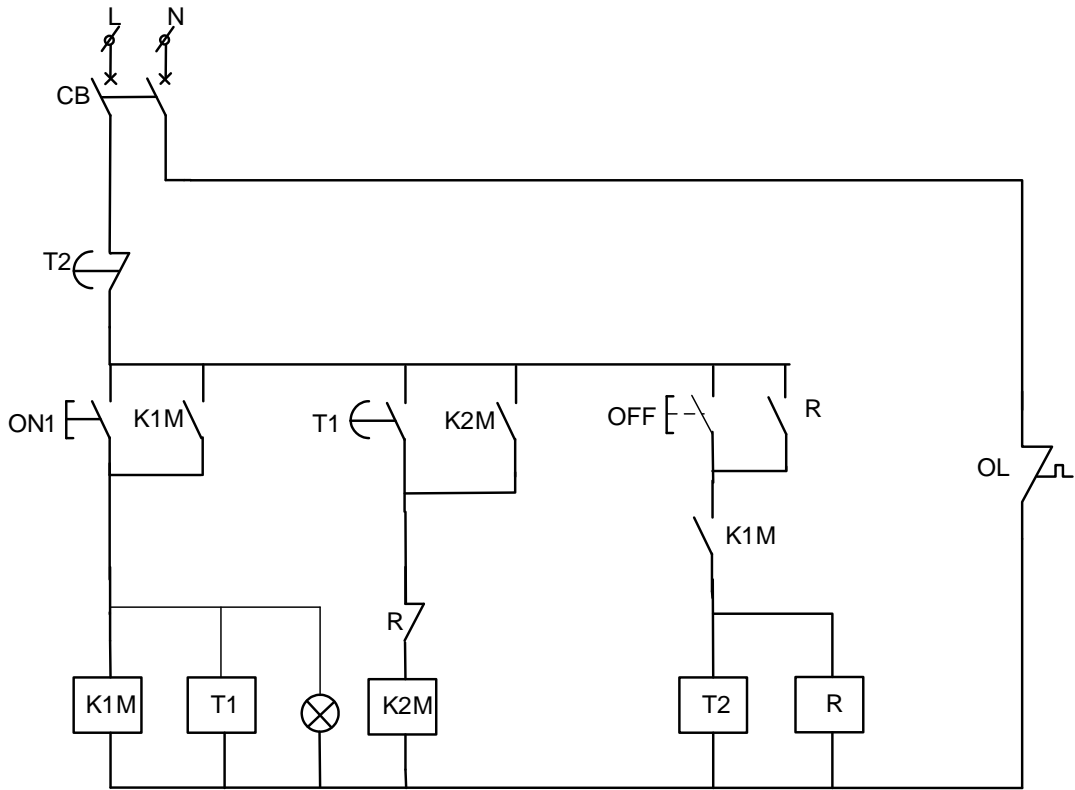 L N
CB
T2
ON1 K1M T1 K2M OFF R
OL
K1M
R
K1M T1 K2M T2 R